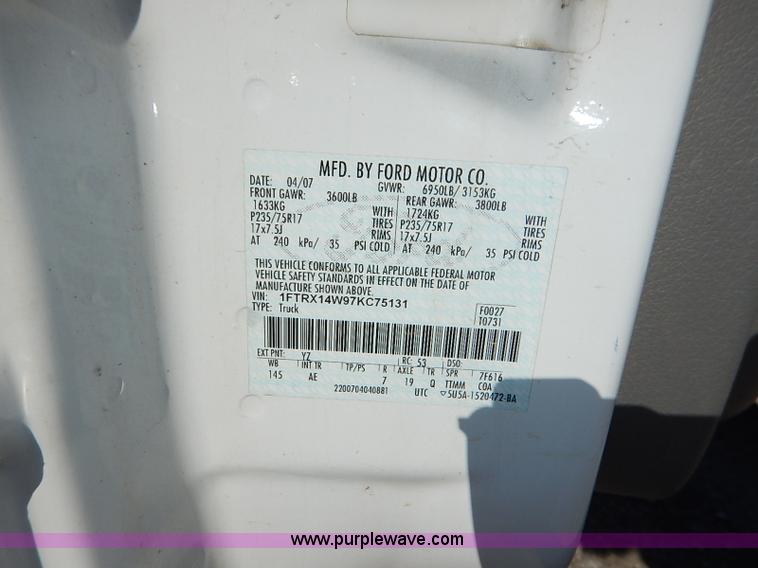 MFD. BY FORD MOTOR CO.
DATE: 04/07 GVWR: 6950LB/ 3153KG
FRONT GAWR: 3600LB REAR GAWR: 3800LB
1633KG WITH 1724KG WITH
P235/75R17 TIRES P235/75R17 TIRES
17x7.5J RIMS 17x7.5J RIMS
AT 240 kPa/ 35 PSI COLD AT 240 kPa/ 35 PSI COLD
THIS VEHICLE CONFORMS TO ALL APPLICABLE FEDERAL MOTOR
VEHICLE SAFETY STANDARDS IN EFFECT ON THE DATE OF
MANUFACTURE SHOWN ABOVE.
VIN: 1FTRX14W97KC75131 F0027
TYPE: Truck T0731
EXT PNT: YZ RC: 53 DSO:
WB INT TR TP/PS R AXLE TR SPR 7F616
145 AE 7 19 Q TTMM COA
2200704040881 UTC ▽5U5A-1520472-BA
www.purplewave.com